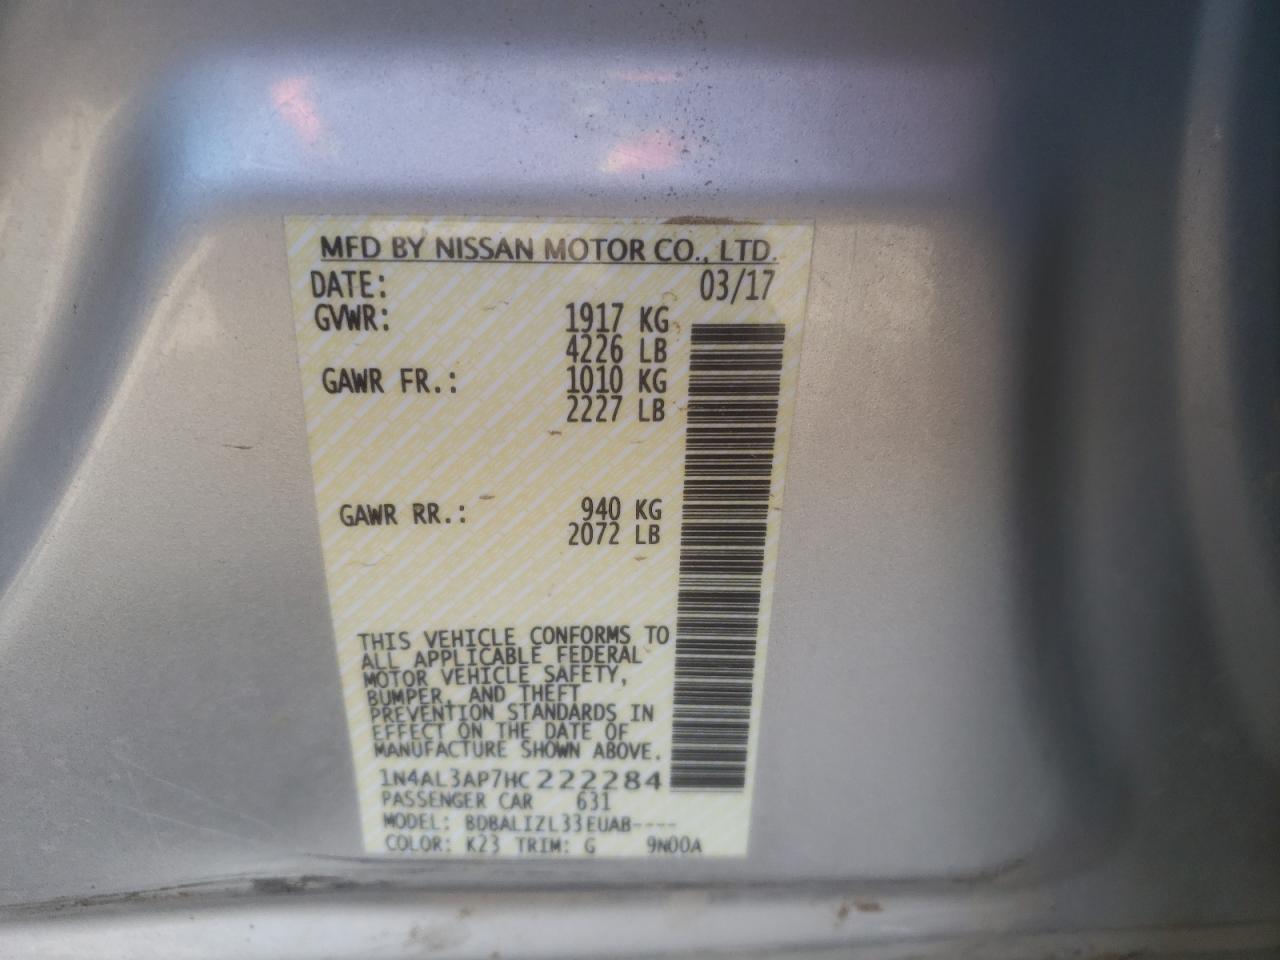 MFD BY NISSAN MOTOR CO., LTD.
DATE: 03/17
GVWR: 1917 KG
4226 LB
GAWR FR.: 1010 KG
2227 LB
GAWR RR.: 940 KG
2072 LB
THIS VEHICLE CONFORMS TO
ALL APPLICABLE FEDERAL
MOTOR VEHICLE SAFETY,
BUMPER, AND THEFT
PREVENTION STANDARDS IN
EFFECT ON THE DATE OF
MANUFACTURE SHOWN ABOVE.
1N4AL3AP7HC222284
PASSENGER CAR 631
MODEL: BDBALIZL33EUAB----
COLOR: K23 TRIM: G 9N00A